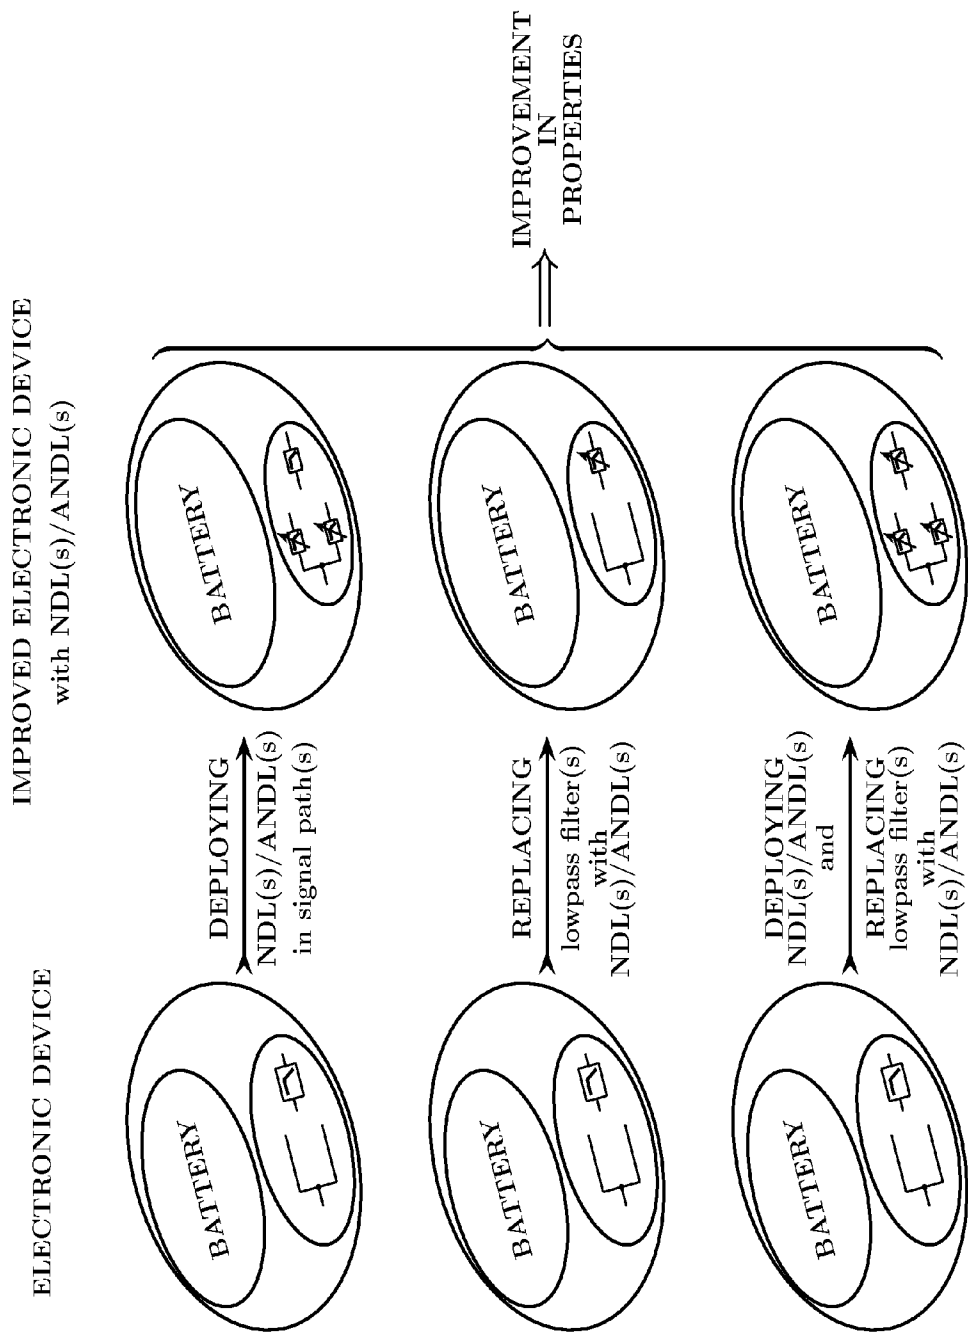 ELECTRONIC DEVICE
IMPROVED ELECTRONIC DEVICE
with NDL(s)/ANDL(s)
BATTERY
DEPLOYING
NDL(s)/ANDL(s)
in signal path(s)
BATTERY
BATTERY
REPLACING
lowpass filter(s)
with
NDL(s)/ANDL(s)
BATTERY
IMPROVEMENT
IN
PROPERTIES
BATTERY
DEPLOYING
NDL(s)/ANDL(s)
and
REPLACING
lowpass filter(s)
with
NDL(s)/ANDL(s)
BATTERY